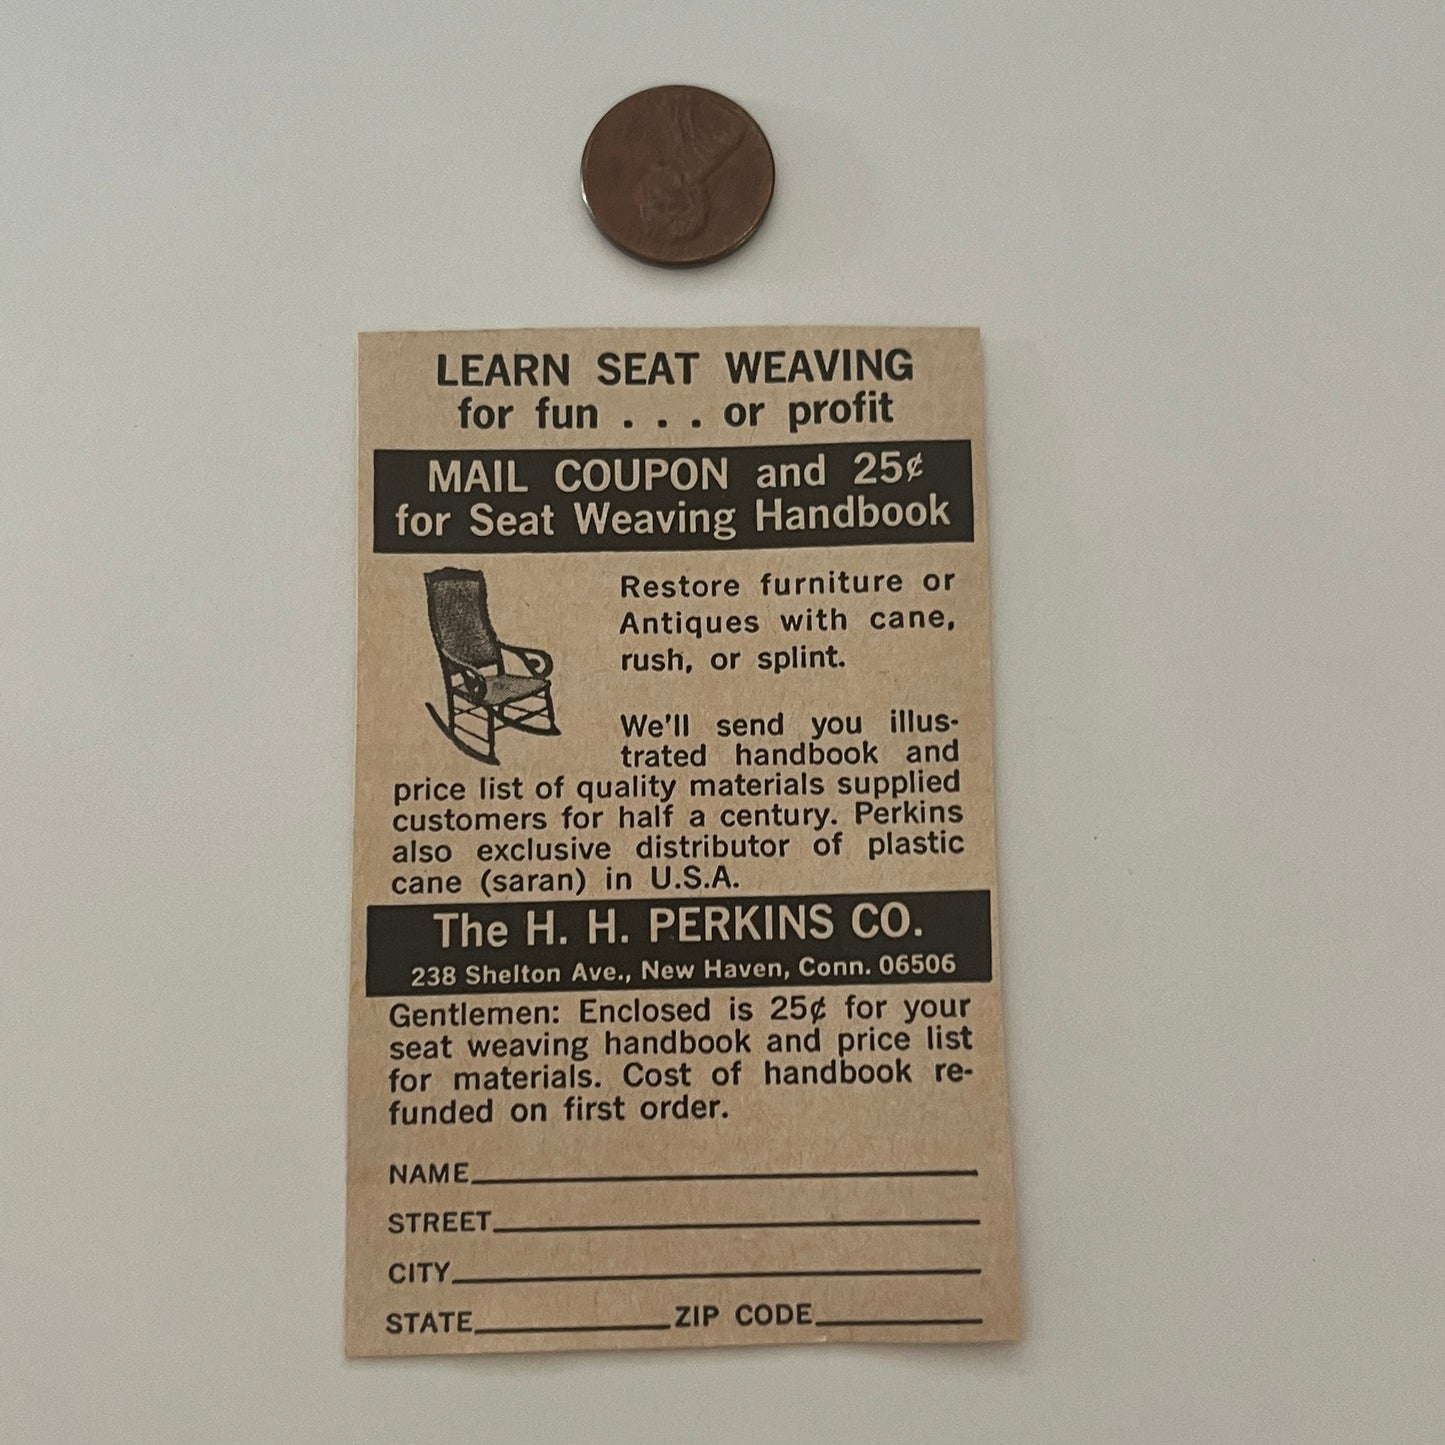 LEARN SEAT WEAVING
for fun . . . or profit
MAIL COUPON and 25¢
for Seat Weaving Handbook
Restore furniture or
Antiques with cane,
rush, or splint.
We'll send you illus-
trated handbook and
price list of quality materials supplied
customers for half a century. Perkins
also exclusive distributor of plastic
cane (saran) in U.S.A.
The H. H. PERKINS CO.
238 Shelton Ave., New Haven, Conn. 06506
Gentlemen: Enclosed is 25¢ for your
seat weaving handbook and price list
for materials. Cost of handbook re-
funded on first order.
NAME
STREET
CITY
STATE ZIP CODE